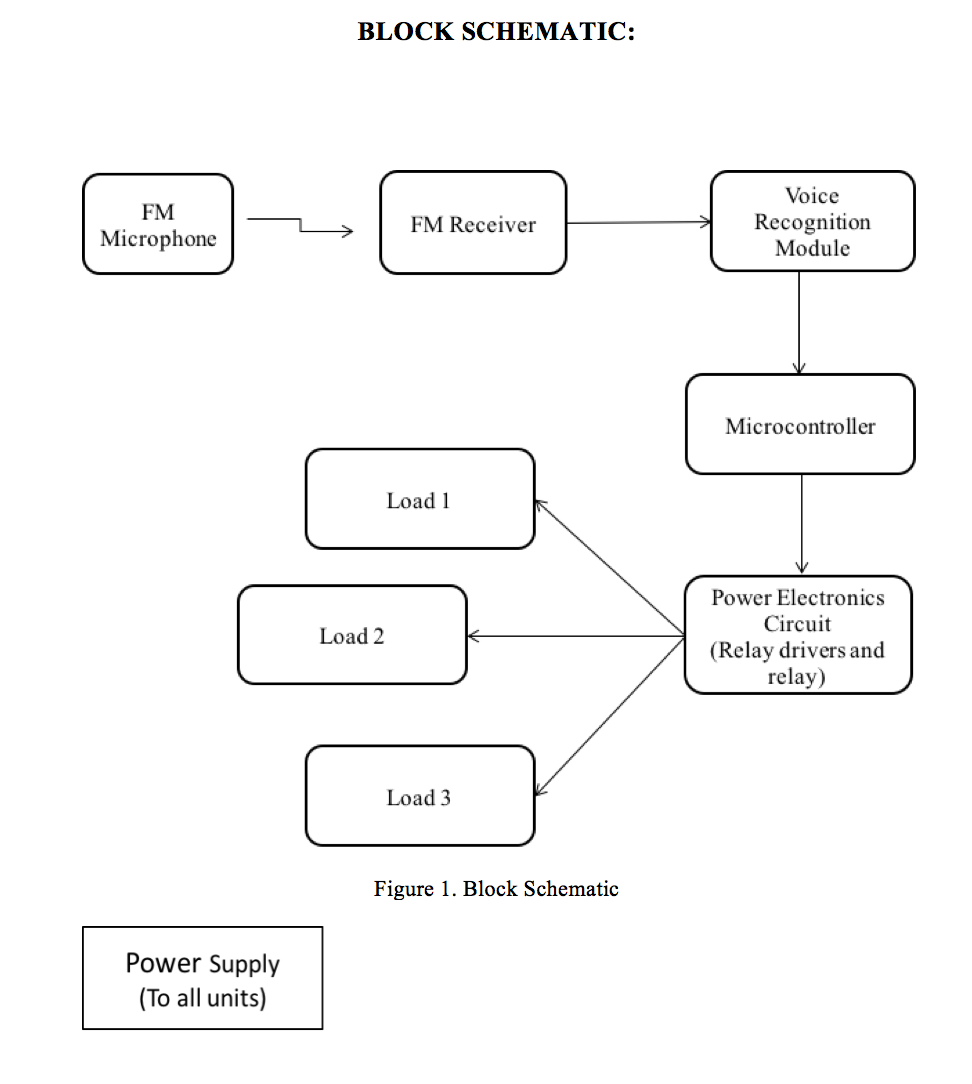 BLOCK SCHEMATIC:
FM
Microphone
FM Receiver
Voice
Recognition
Module
Microcontroller
Load 1
Power Electronics
Circuit
(Relay drivers and
relay)
Load 2
Load 3
Figure 1. Block Schematic
Power Supply
(To all units)